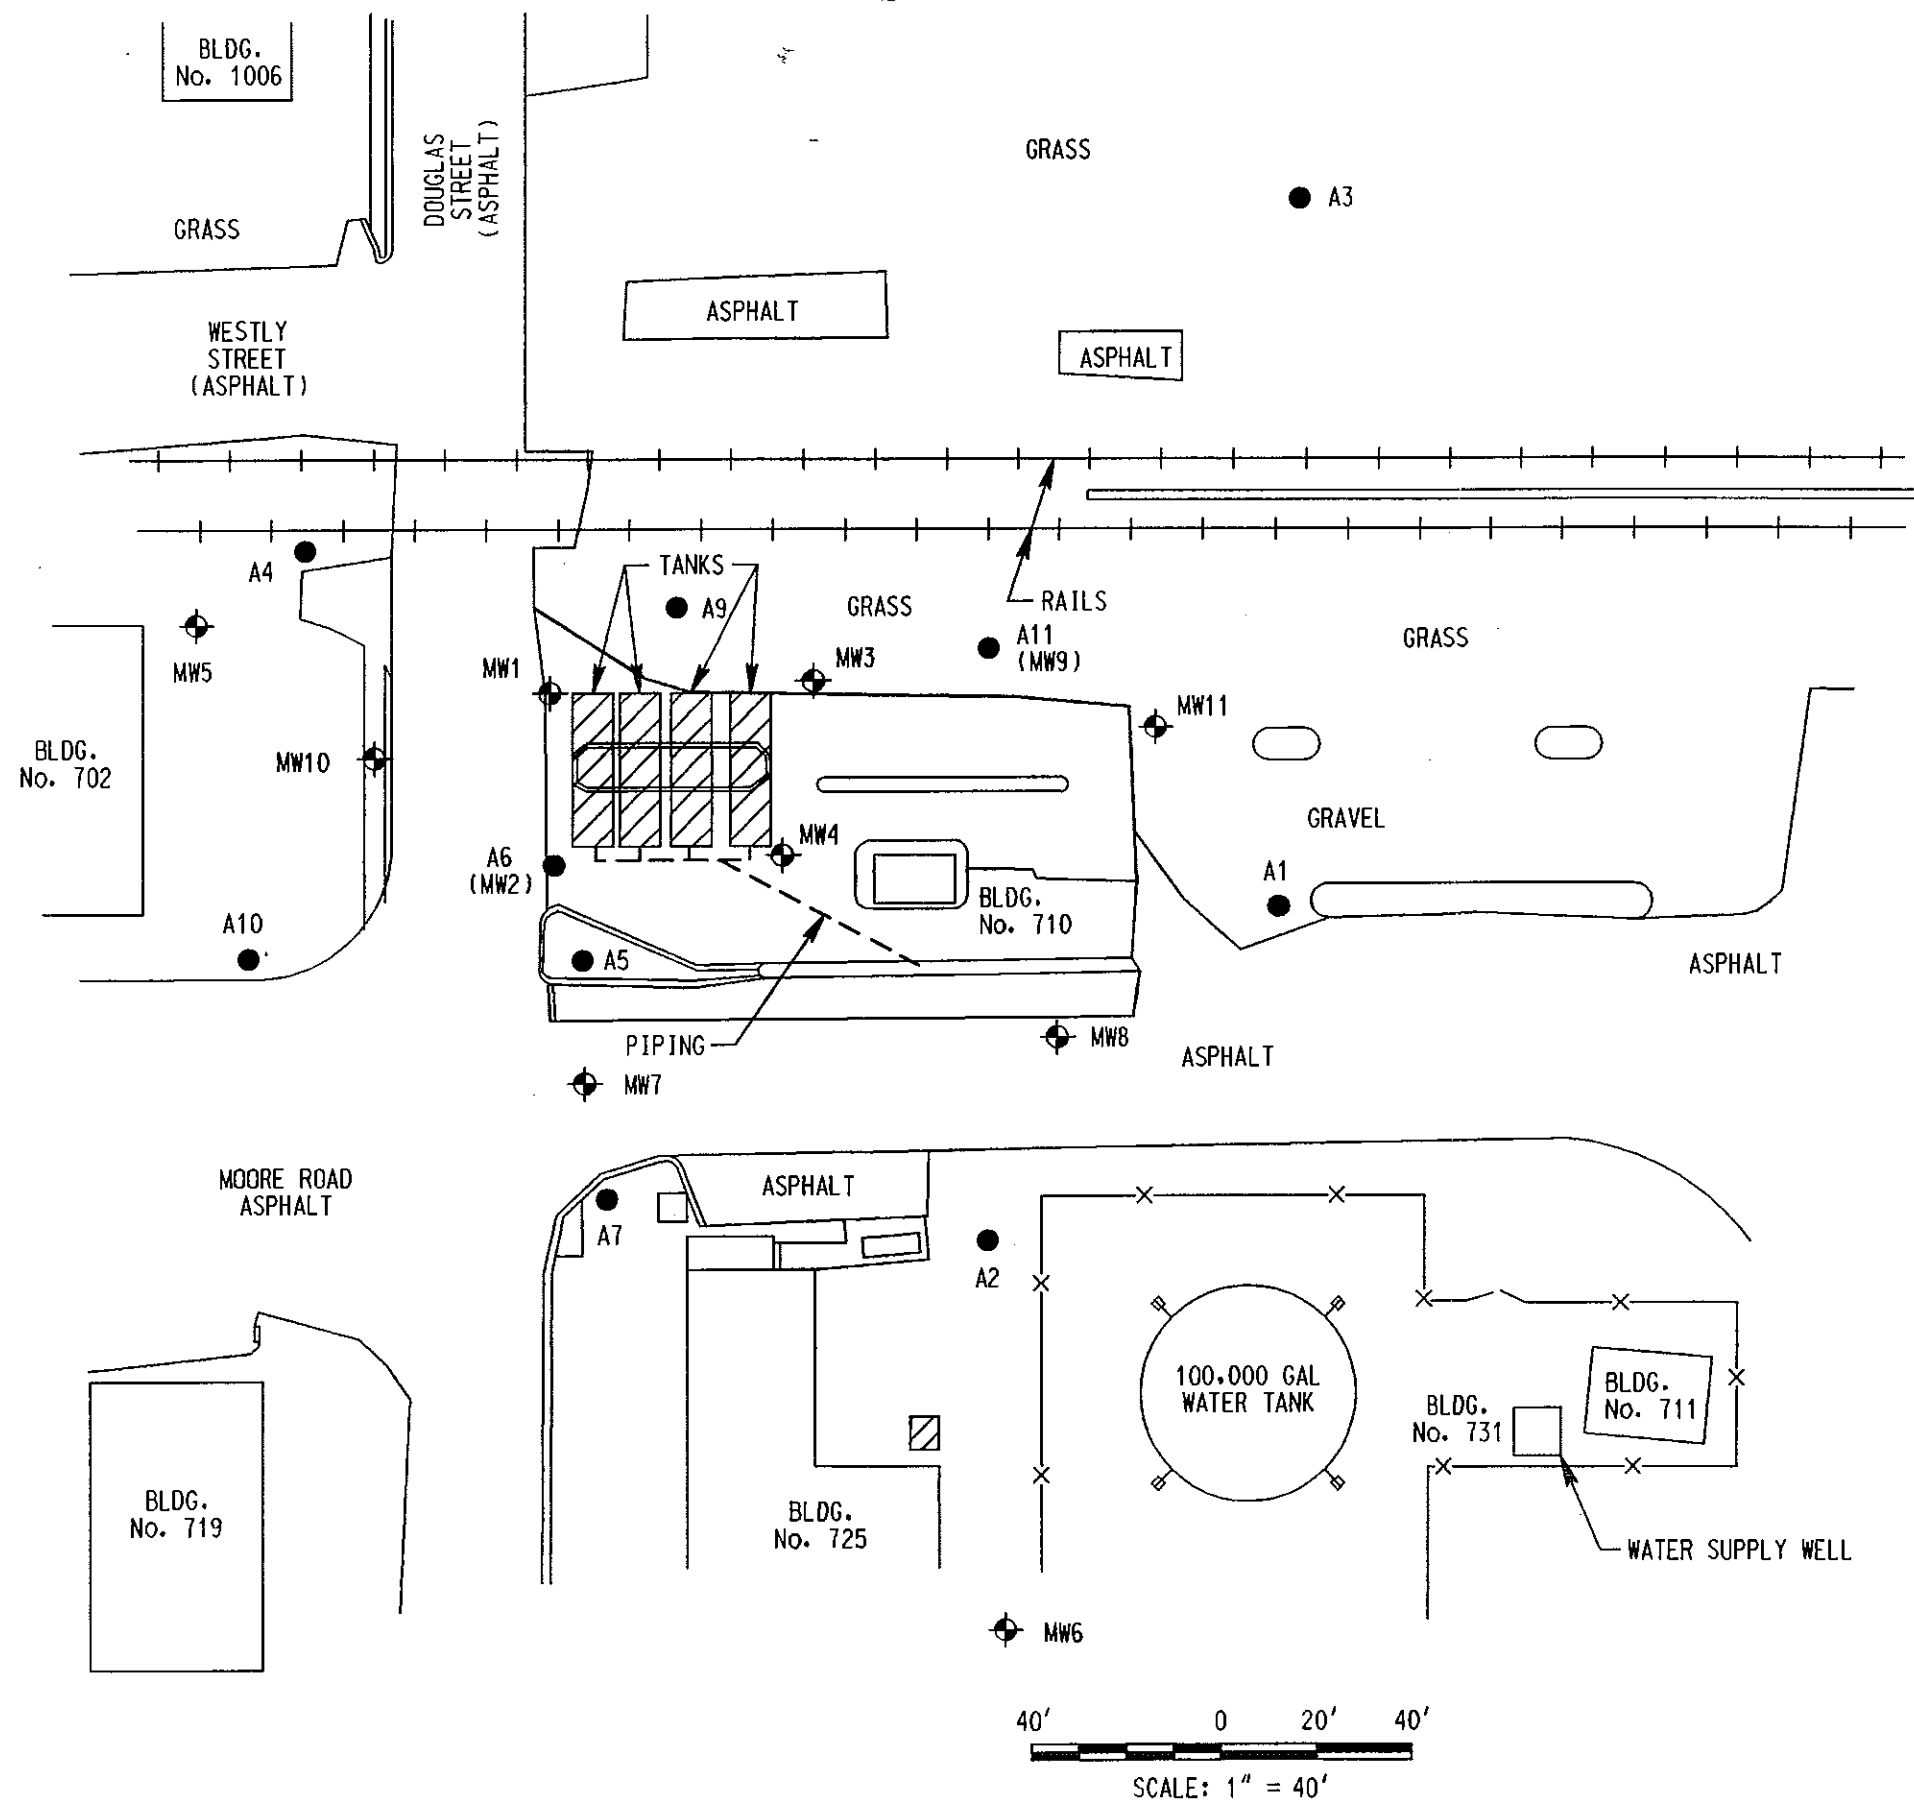 BLDG.
No. 1006
DOUGLAS
STREET
(ASPHALT)
GRASS
A3
GRASS
ASPHALT
WESTLY
STREET
(ASPHALT)
ASPHALT
A4
TANKS
A9
GRASS
RAILS
A11
(MW9)
GRASS
MW5
MW1
MW3
MW11
BLDG.
No. 702
MW10
GRAVEL
MW4
A6
(MW2)
A1
BLDG.
No. 710
A10
A5
ASPHALT
PIPING
MW8
ASPHALT
MW7
MOORE ROAD
ASPHALT
ASPHALT
A7
A2
100,000 GAL
WATER TANK
BLDG.
No. 711
BLDG.
No. 731
BLDG.
No. 719
BLDG.
No. 725
WATER SUPPLY WELL
MW6
40' 0 20' 40'
SCALE: 1" = 40'